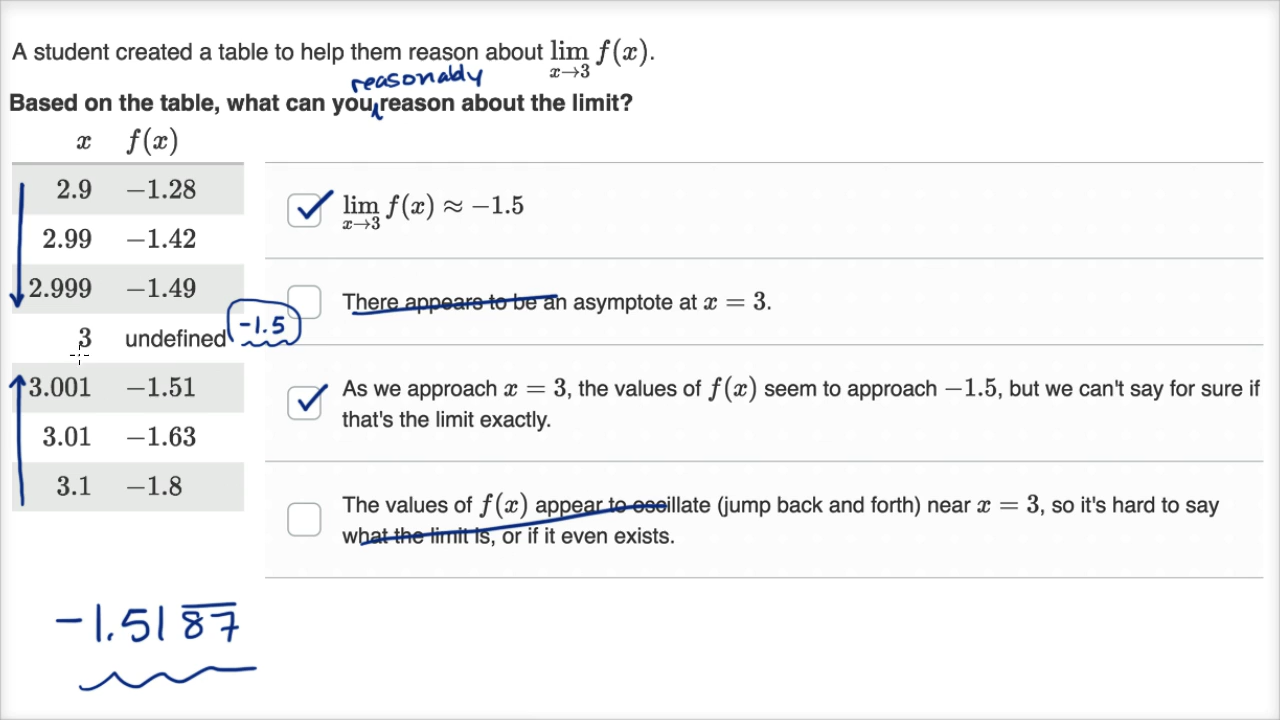 A student created a table to help them reason about lim f(x).
x→3
reasonably
Based on the table, what can you reason about the limit?
x f(x)
2.9 −1.28
2.99 −1.42
2.999 −1.49
3 undefined
-1.5
3.001 −1.51
3.01 −1.63
3.1 −1.8
lim f(x) ≈ −1.5
x→3
There appears to be an asymptote at x = 3.
As we approach x = 3, the values of f(x) seem to approach −1.5, but we can't say for sure if
that's the limit exactly.
The values of f(x) appear to oscillate (jump back and forth) near x = 3, so it's hard to say
what the limit is, or if it even exists.
-1.5187